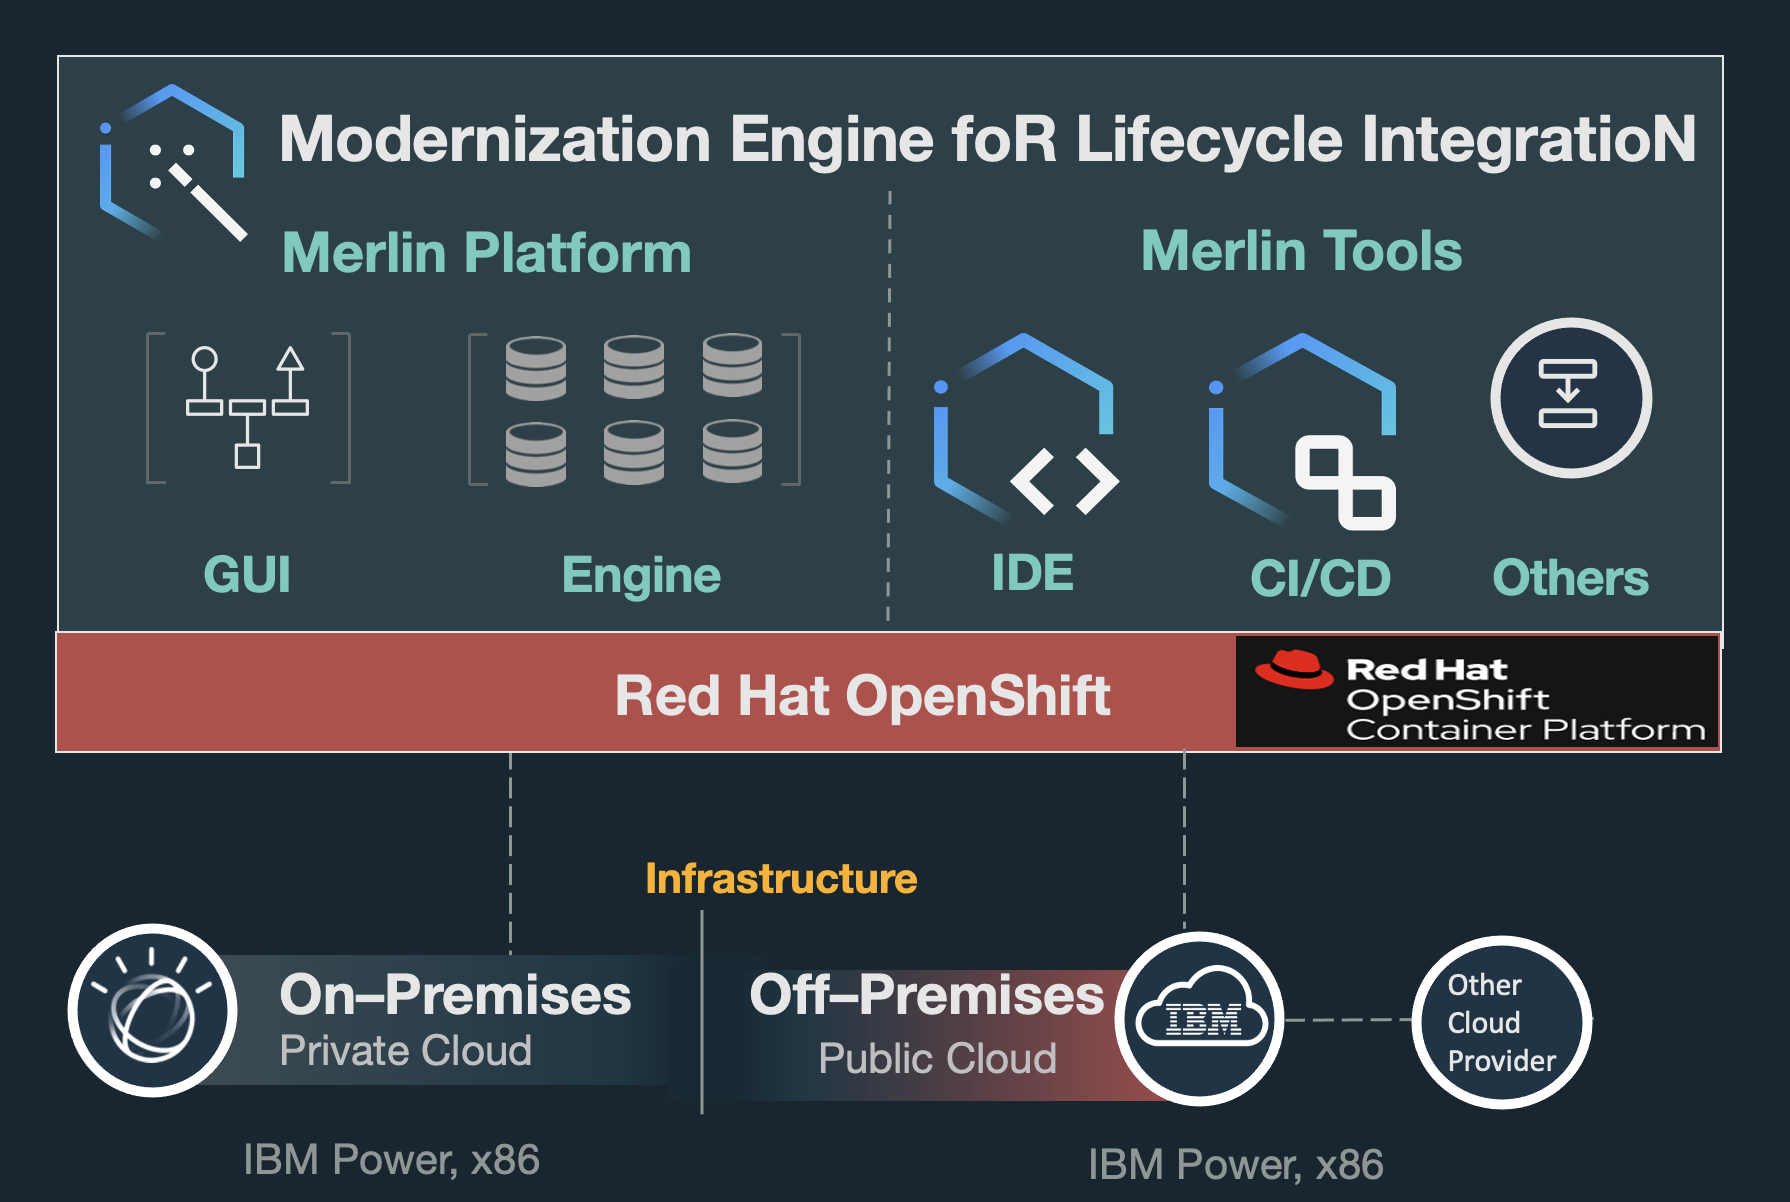 Modernization Engine foR Lifecycle IntegratioN
Merlin Platform
Merlin Tools
GUI
Engine
IDE
CI/CD
Others
Red Hat OpenShift
Red Hat
OpenShift
Container Platform
Infrastructure
On–Premises
Private Cloud
Off–Premises
Public Cloud
IBM
Other
Cloud
Provider
IBM Power, x86
IBM Power, x86